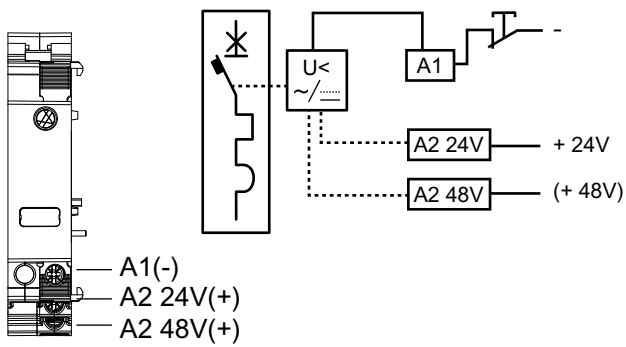 U<
~/⎓
A1
-
A2 24V
+ 24V
A2 48V
(+ 48V)
A1(-)
A2 24V(+)
A2 48V(+)